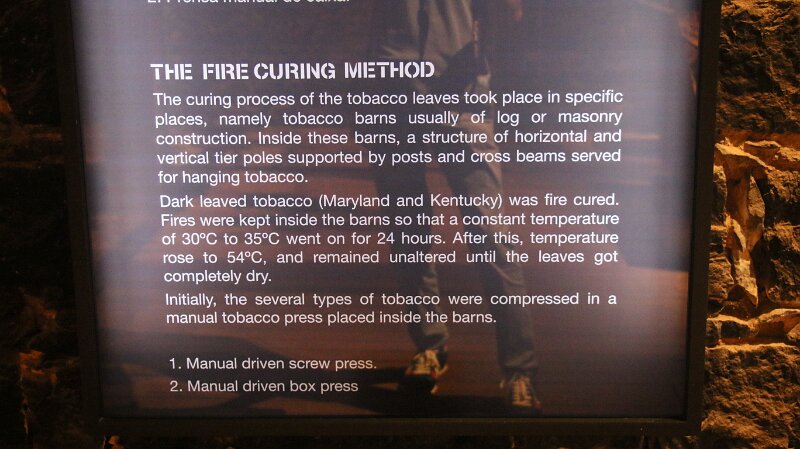 2. Prensa manual de caixa.
THE FIRE CURING METHOD
The curing process of the tobacco leaves took place in specific
places, namely tobacco barns usually of log or masonry
construction. Inside these barns, a structure of horizontal and
vertical tier poles supported by posts and cross beams served
for hanging tobacco.
Dark leaved tobacco (Maryland and Kentucky) was fire cured.
Fires were kept inside the barns so that a constant temperature
of 30ºC to 35ºC went on for 24 hours. After this, temperature
rose to 54ºC, and remained unaltered until the leaves got
completely dry.
Initially, the several types of tobacco were compressed in a
manual tobacco press placed inside the barns.
1. Manual driven screw press.
2. Manual driven box press